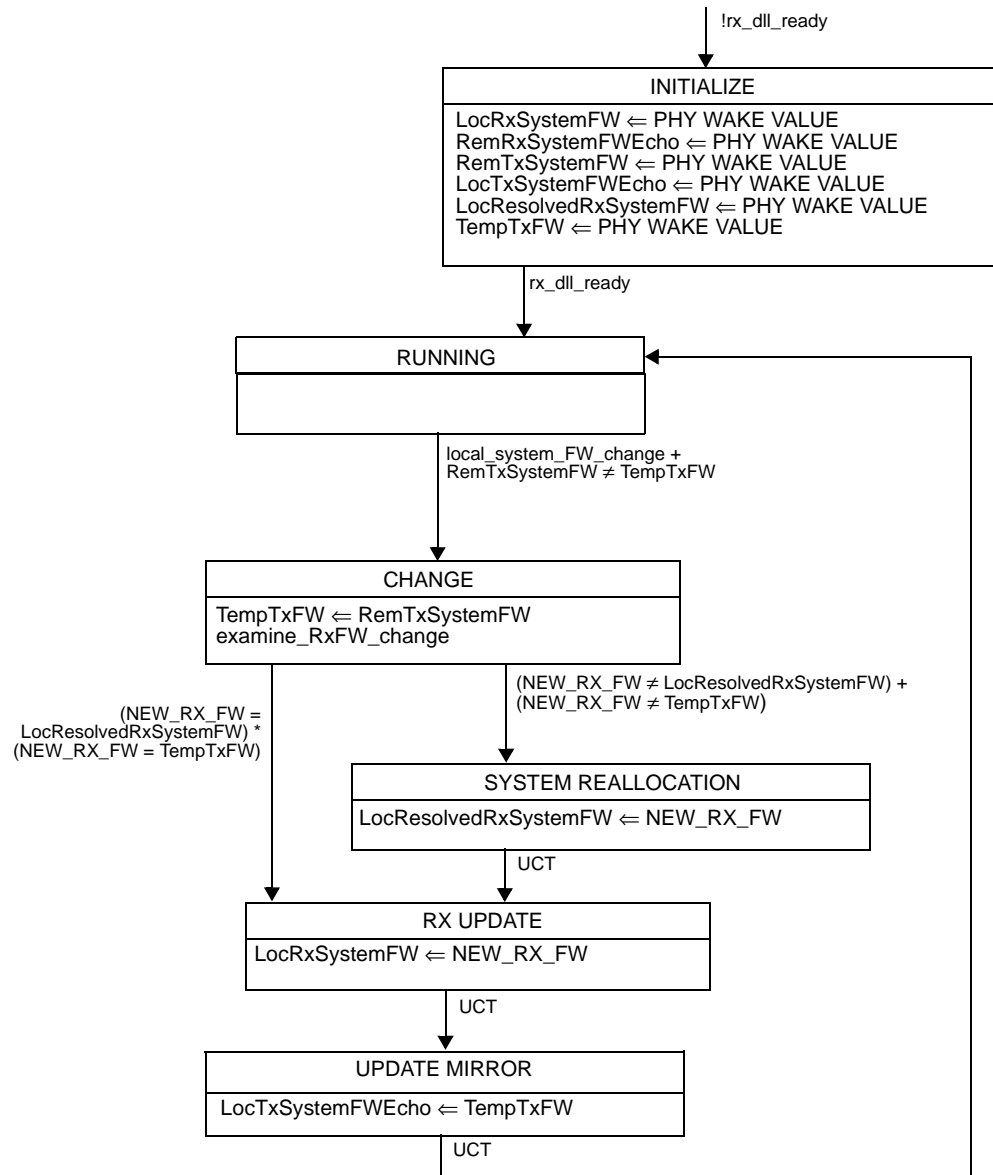 !rx_dll_ready
INITIALIZE
LocRxSystemFW ⇐ PHY WAKE VALUE
RemRxSystemFWEcho ⇐ PHY WAKE VALUE
RemTxSystemFW ⇐ PHY WAKE VALUE
LocTxSystemFWEcho ⇐ PHY WAKE VALUE
LocResolvedRxSystemFW ⇐ PHY WAKE VALUE
TempTxFW ⇐ PHY WAKE VALUE
rx_dll_ready
RUNNING
local_system_FW_change +
RemTxSystemFW ≠ TempTxFW
CHANGE
TempTxFW ⇐ RemTxSystemFW
examine_RxFW_change
(NEW_RX_FW ≠ LocResolvedRxSystemFW) +
(NEW_RX_FW ≠ TempTxFW)
(NEW_RX_FW =
LocResolvedRxSystemFW) *
(NEW_RX_FW = TempTxFW)
SYSTEM REALLOCATION
LocResolvedRxSystemFW ⇐ NEW_RX_FW
UCT
RX UPDATE
LocRxSystemFW ⇐ NEW_RX_FW
UCT
UPDATE MIRROR
LocTxSystemFWEcho ⇐ TempTxFW
UCT